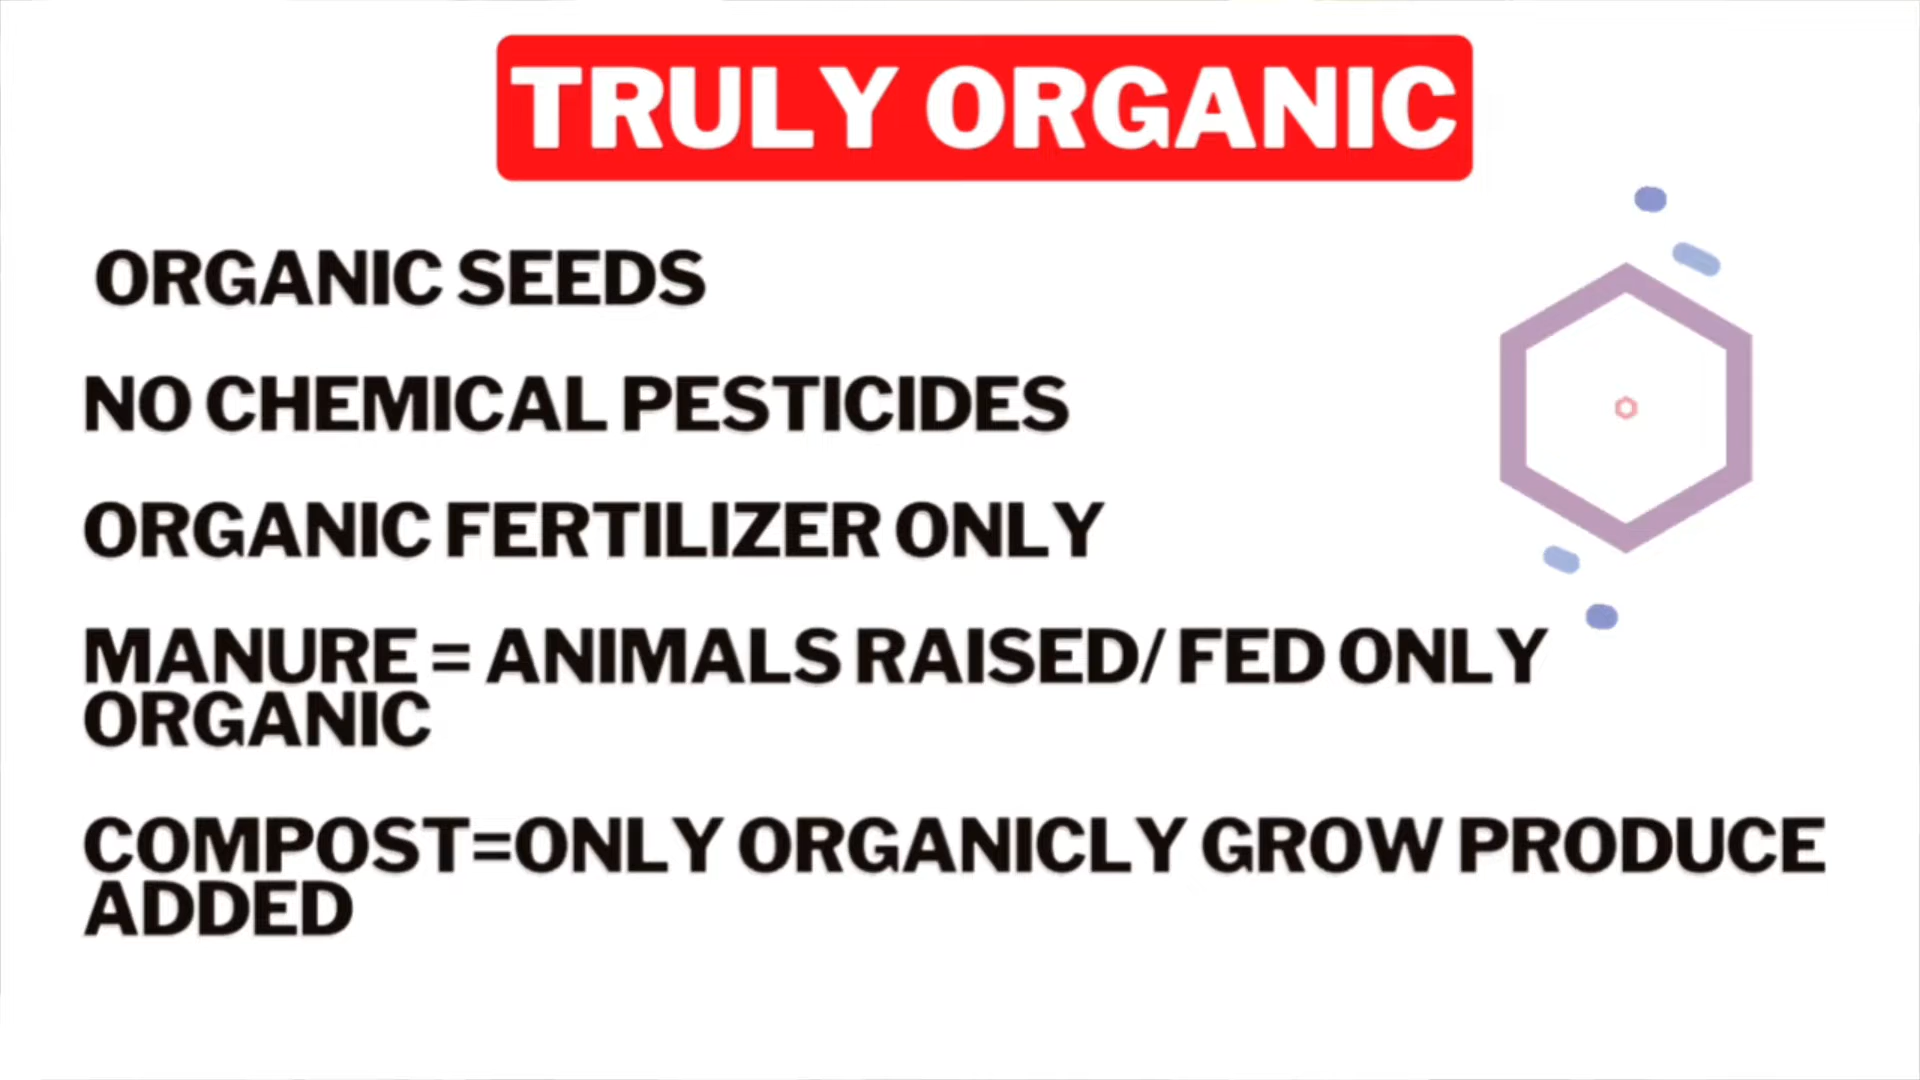 TRULY ORGANIC
ORGANIC SEEDS
NO CHEMICAL PESTICIDES
ORGANIC FERTILIZER ONLY
MANURE = ANIMALS RAISED/ FED ONLY
ORGANIC
COMPOST=ONLY ORGANICLY GROW PRODUCE
ADDED